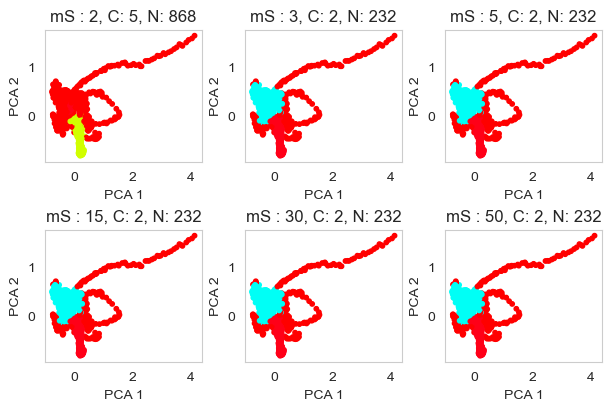 mS : 2, C: 5, N: 868
mS : 3, C: 2, N: 232
mS : 5, C: 2, N: 232
PCA 2
1
0
0
2
4
PCA 1
PCA 2
1
0
0
2
4
PCA 1
PCA 2
1
0
0
2
4
PCA 1
mS : 15, C: 2, N: 232
mS : 30, C: 2, N: 232
mS : 50, C: 2, N: 232
PCA 2
1
0
0
2
4
PCA 1
PCA 2
1
0
0
2
4
PCA 1
PCA 2
1
0
0
2
4
PCA 1